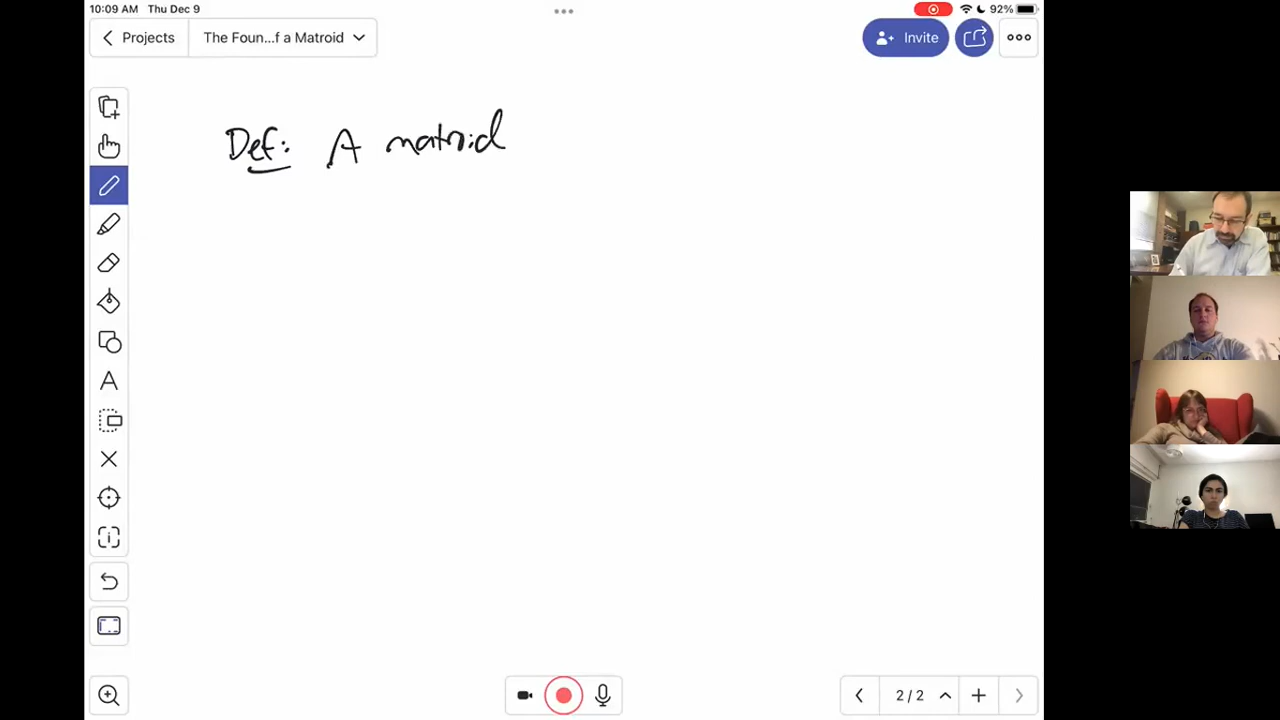 10:09 AM Thu Dec 9
92%
Projects
The Foun...f a Matroid
Invite
Def: A matroid
A
2 / 2